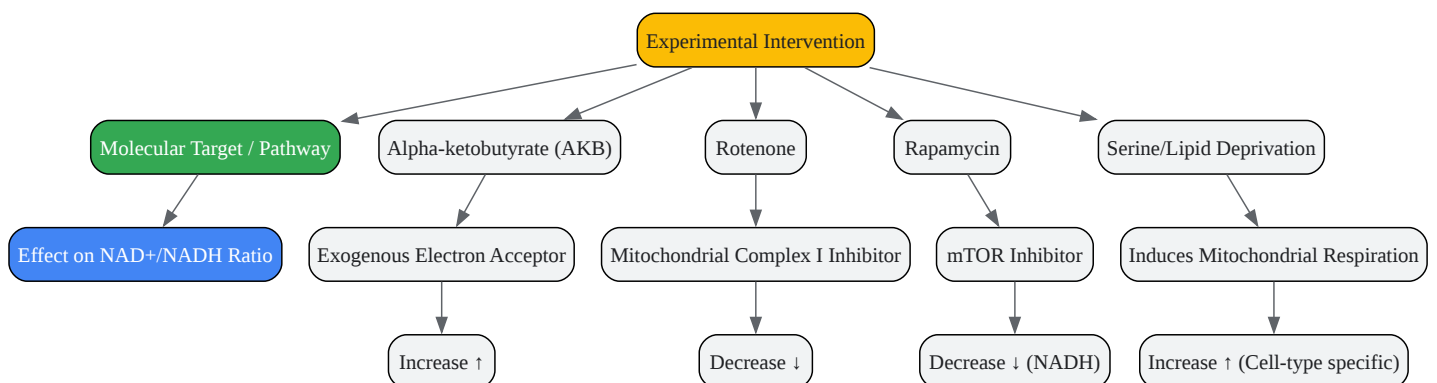 Experimental Intervention
Molecular Target / Pathway
Alpha-ketobutyrate (AKB)
Rotenone
Rapamycin
Serine/Lipid Deprivation
Effect on NAD+/NADH Ratio
Exogenous Electron Acceptor
Mitochondrial Complex I Inhibitor
mTOR Inhibitor
Induces Mitochondrial Respiration
Increase ↑
Decrease ↓
Decrease ↓ (NADH)
Increase ↑ (Cell-type specific)